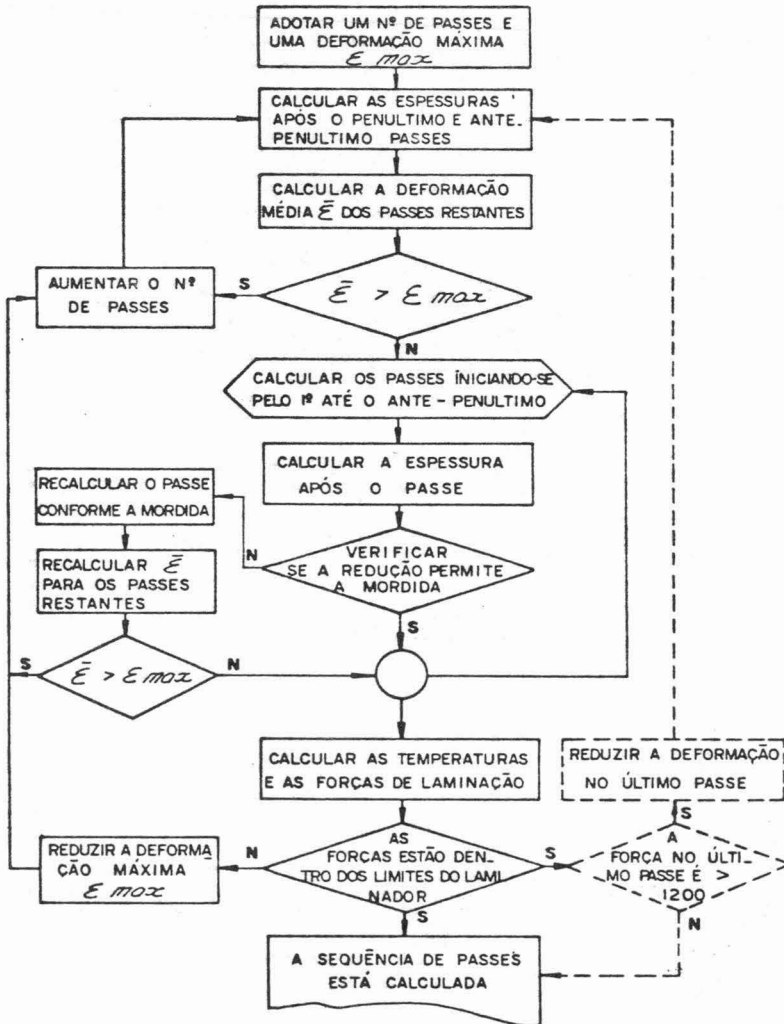 ADOTAR UM Nº DE PASSES E
UMA DEFORMAÇÃO MÁXIMA
Ɛ max
CALCULAR AS ESPESSURAS
APÓS O PENULTIMO E ANTE-
PENULTIMO PASSES
CALCULAR A DEFORMAÇÃO
MÉDIA Ɛ̄ DOS PASSES RESTANTES
AUMENTAR O Nº
DE PASSES
S
Ɛ̄ > Ɛ max
N
CALCULAR OS PASSES INICIANDO-SE
PELO 1º ATÉ O ANTE - PENULTIMO
CALCULAR A ESPESSURA
APÓS O PASSE
RECALCULAR O PASSE
CONFORME A MORDIDA
N
VERIFICAR
SE A REDUÇÃO PERMITE
A MORDIDA
S
RECALCULAR Ɛ̄
PARA OS PASSES
RESTANTES
S
Ɛ̄ > Ɛ max
N
CALCULAR AS TEMPERATURAS
E AS FORÇAS DE LAMINAÇÃO
REDUZIR A DEFORMAÇÃO
NO ÚLTIMO PASSE
S
REDUZIR A DEFORMA_
ÇÃO MÁXIMA
Ɛ max
N
AS
FORÇAS ESTÃO DEN_
TRO DOS LIMITES DO LAMI
NADOR
S
S
A
FORÇA NO ÚLTI_
MO PASSE É >
1200
N
A SEQUÊNCIA DE PASSES
ESTÁ CALCULADA